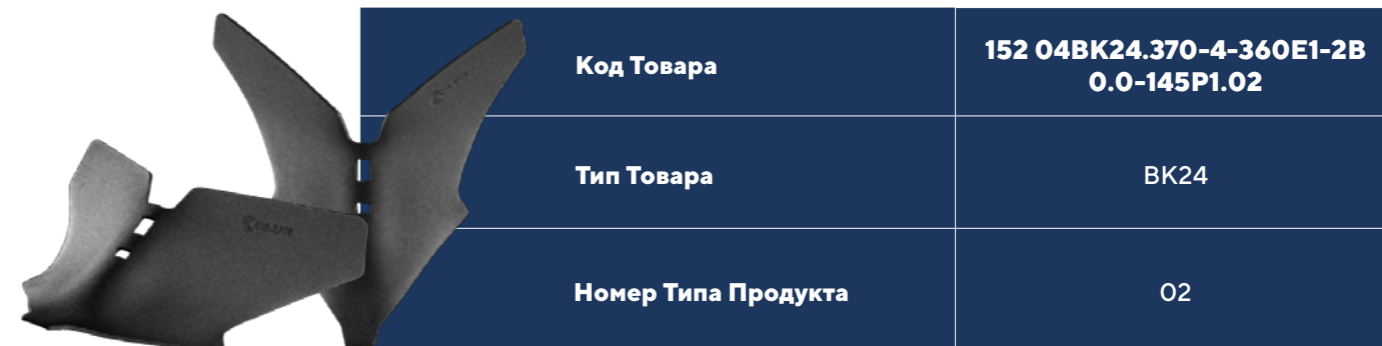 Код Товара
152 04BK24.370-4-360E1-2B
0.0-145P1.02
Тип Товара
BK24
Номер Типа Продукта
02